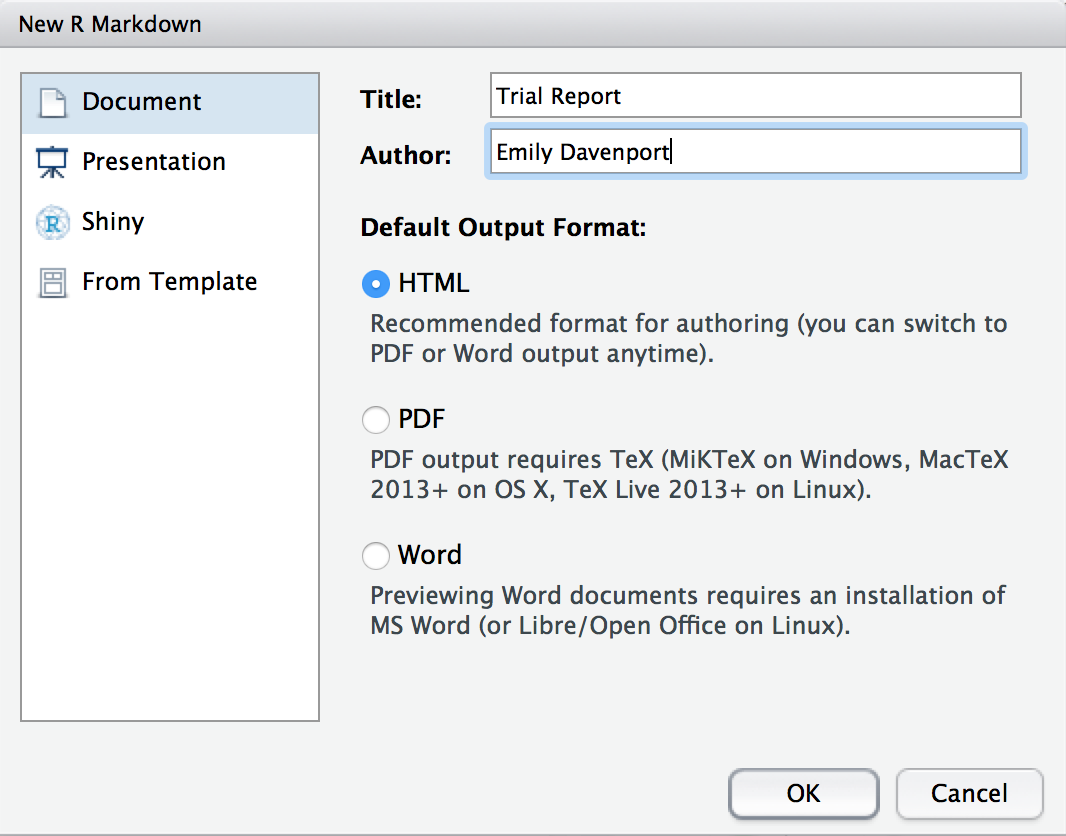 New R Markdown
Document
Presentation
R Shiny
From Template
Title: Trial Report
Author: Emily Davenport
Default Output Format:
HTML
Recommended format for authoring (you can switch to
PDF or Word output anytime).
PDF
PDF output requires TeX (MiKTeX on Windows, MacTeX
2013+ on OS X, TeX Live 2013+ on Linux).
Word
Previewing Word documents requires an installation of
MS Word (or Libre/Open Office on Linux).
OK Cancel